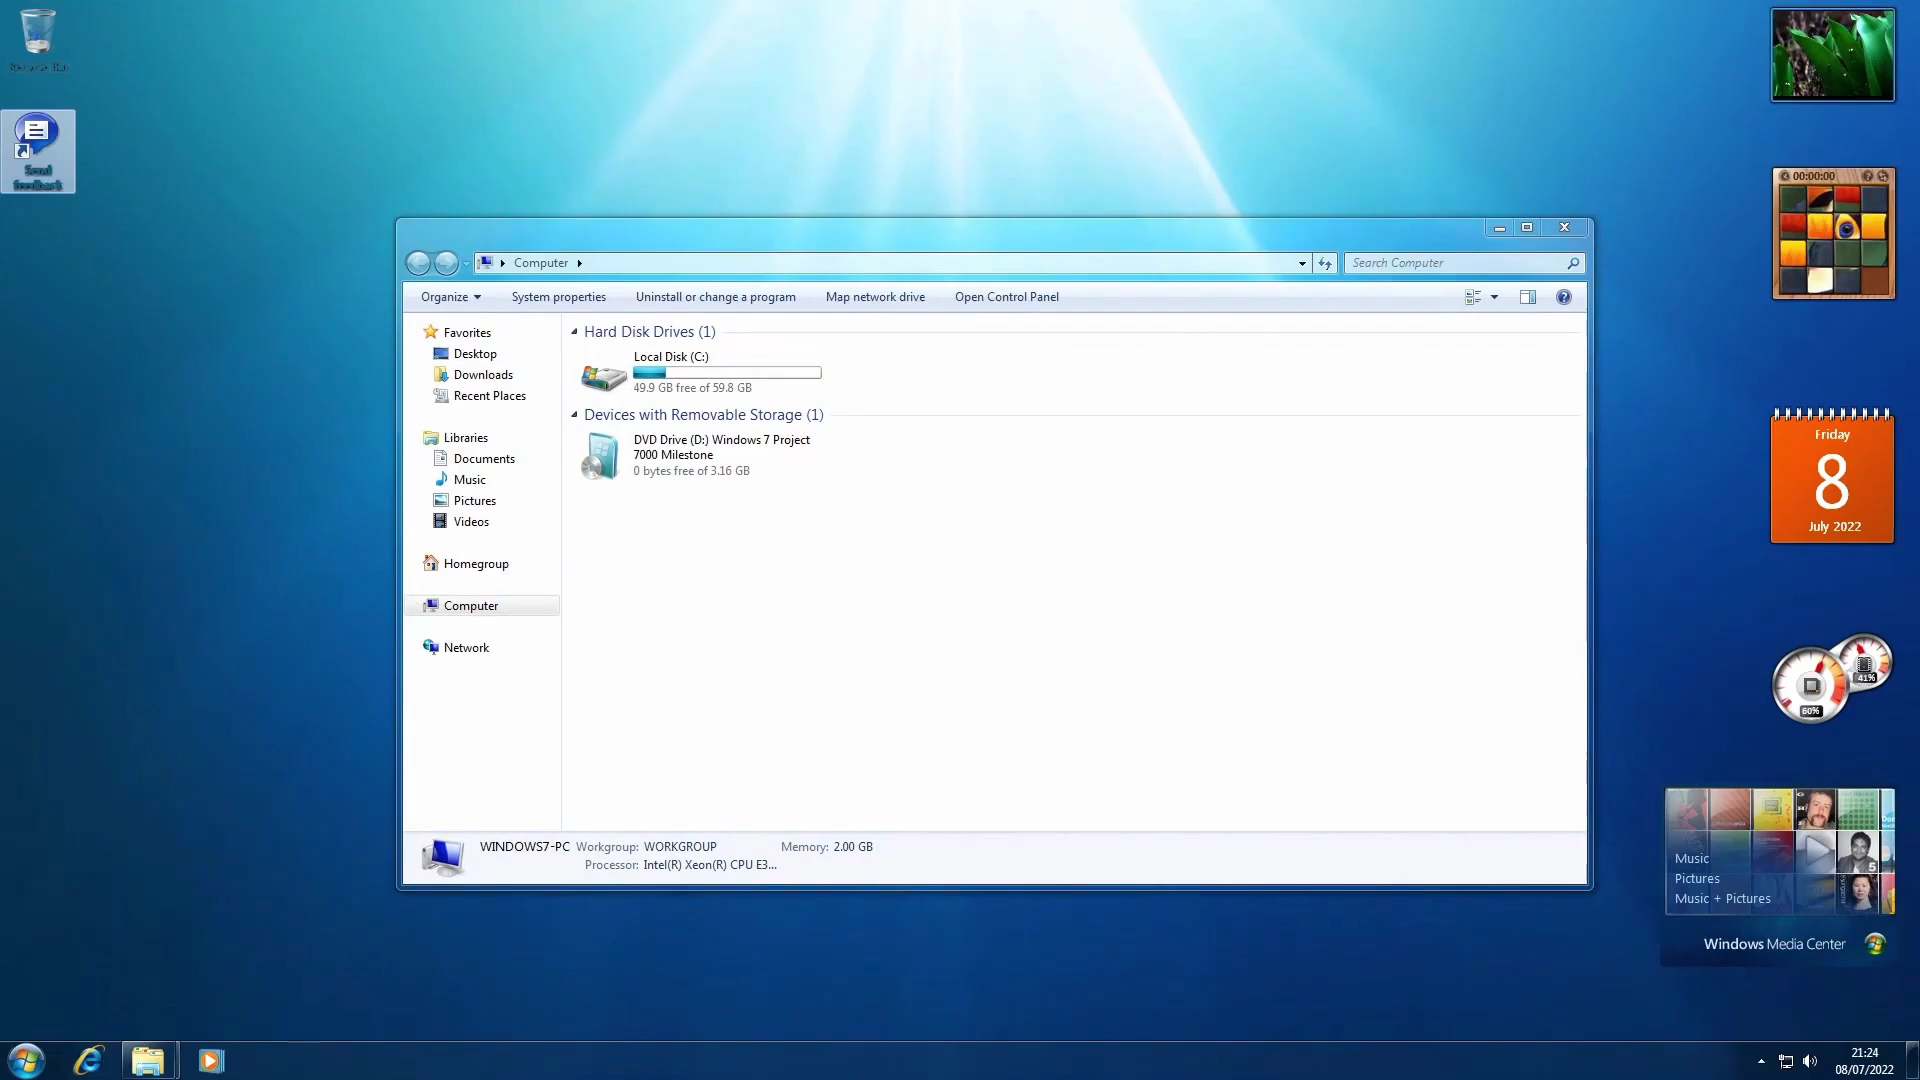 Recycle Bin
Send
feedback
00:00:00
Computer
Search Computer
Organize
System properties
Uninstall or change a program
Map network drive
Open Control Panel
Favorites
Desktop
Downloads
Recent Places
Libraries
Documents
Music
Pictures
Videos
Homegroup
Computer
Network
Hard Disk Drives (1)
Local Disk (C:)
49.9 GB free of 59.8 GB
Devices with Removable Storage (1)
DVD Drive (D:) Windows 7 Project
7000 Milestone
0 bytes free of 3.16 GB
WINDOWS7-PC Workgroup: WORKGROUP Memory: 2.00 GB
Processor: Intel(R) Xeon(R) CPU E3...
Friday
8
July 2022
41%
60%
5
Music
Pictures
Music + Pictures
Windows Media Center
21:24
08/07/2022